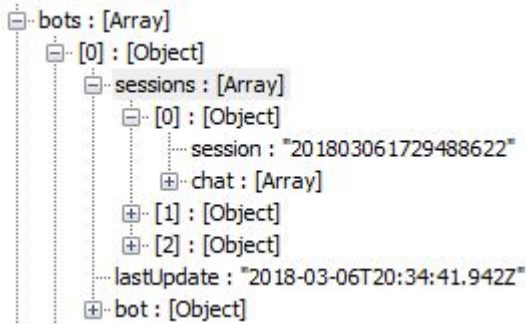 bots : [Array]
[0] : [Object]
sessions : [Array]
[0] : [Object]
session : "201803061729488622"
chat : [Array]
[1] : [Object]
[2] : [Object]
lastUpdate : "2018-03-06T20:34:41.942Z"
bot : [Object]